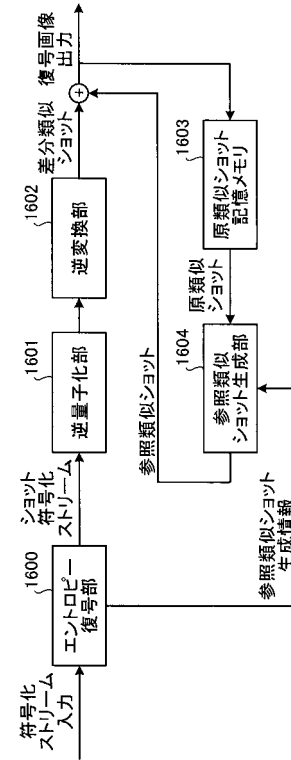 符号化
ストリーム
入力
1600
エントロピー
復号部
ショット
符号化
ストリーム
1601
逆量子化部
1602
逆変換部
差分類似
ショット
+
復号画像
出力
参照類似ショット
1604
参照類似
ショット生成部
原類似
ショット
1603
原類似ショット
記憶メモリ
参照類似ショット
生成情報